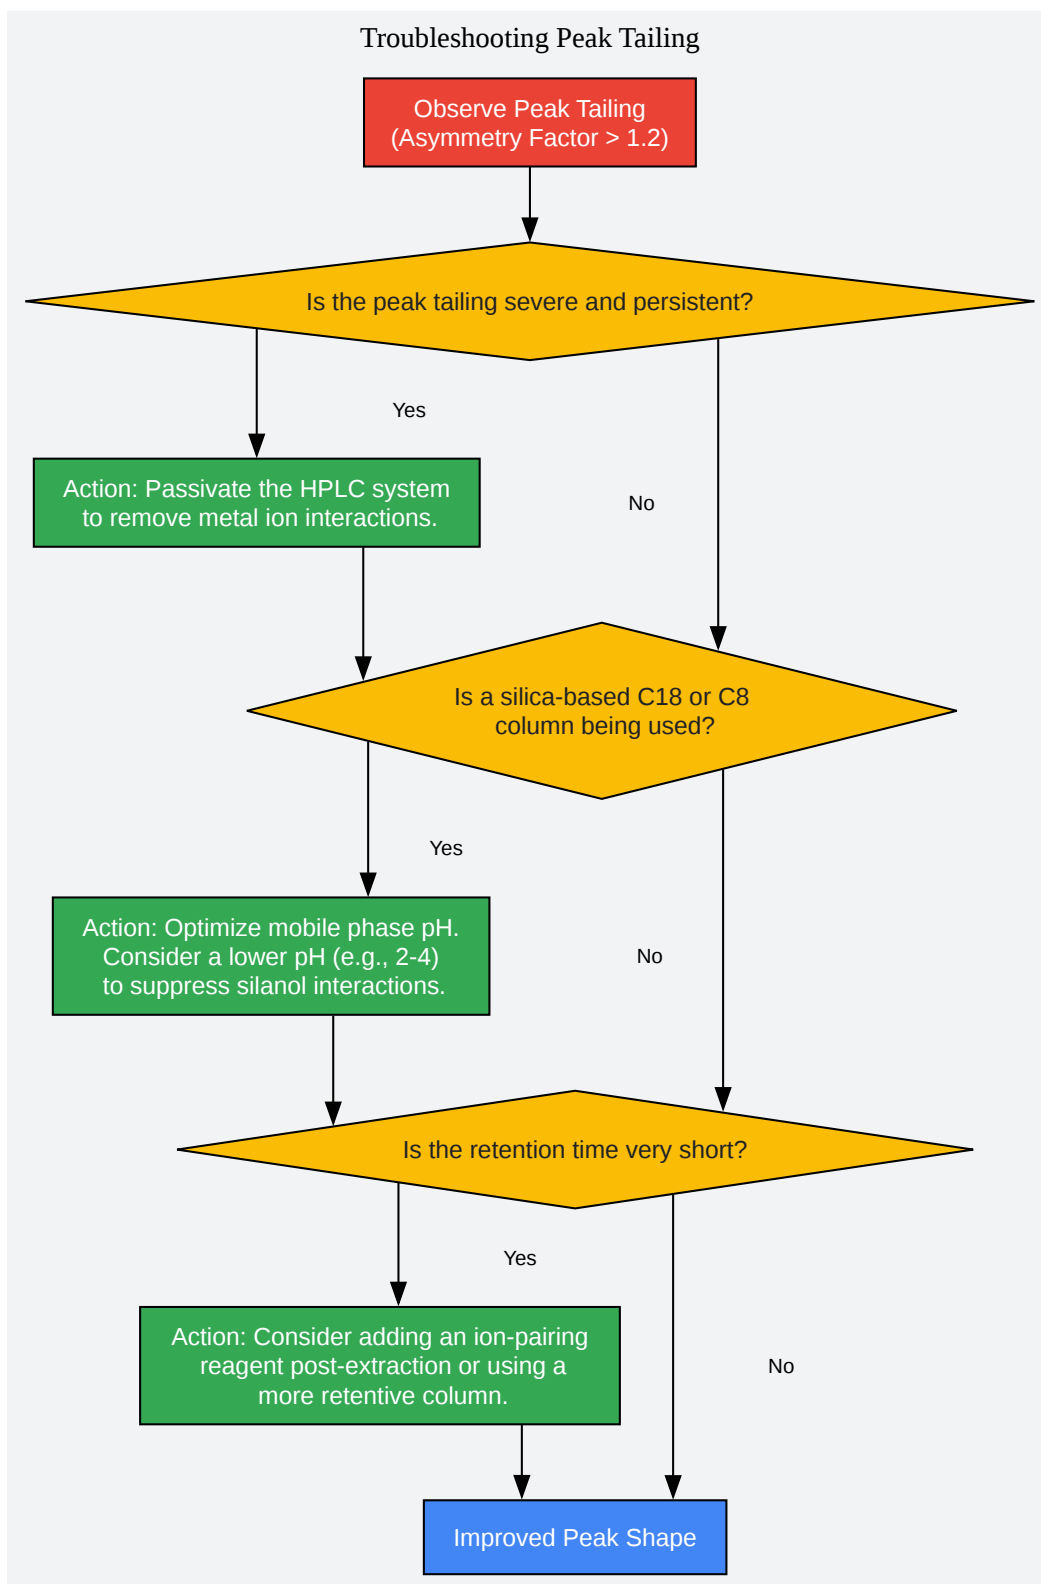 Troubleshooting Peak Tailing
Observe Peak Tailing
(Asymmetry Factor > 1.2)
Is the peak tailing severe and persistent?
Yes
Action: Passivate the HPLC system
to remove metal ion interactions.
No
Is a silica-based C18 or C8
column being used?
Yes
Action: Optimize mobile phase pH.
Consider a lower pH (e.g., 2-4)
to suppress silanol interactions.
No
Is the retention time very short?
Yes
Action: Consider adding an ion-pairing
reagent post-extraction or using a
more retentive column.
No
Improved Peak Shape